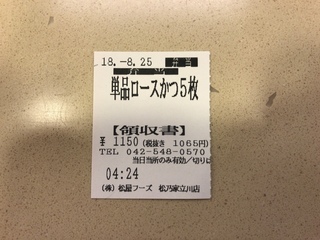 18.-8.25 弁当
単品ロースかつ5枚
【領収書】
¥ 1150(税抜き 1065円)
TEL 042-548-0570
当日当所のみ有効/切りに
04:24
(株) 松屋フーズ 松乃家立川店